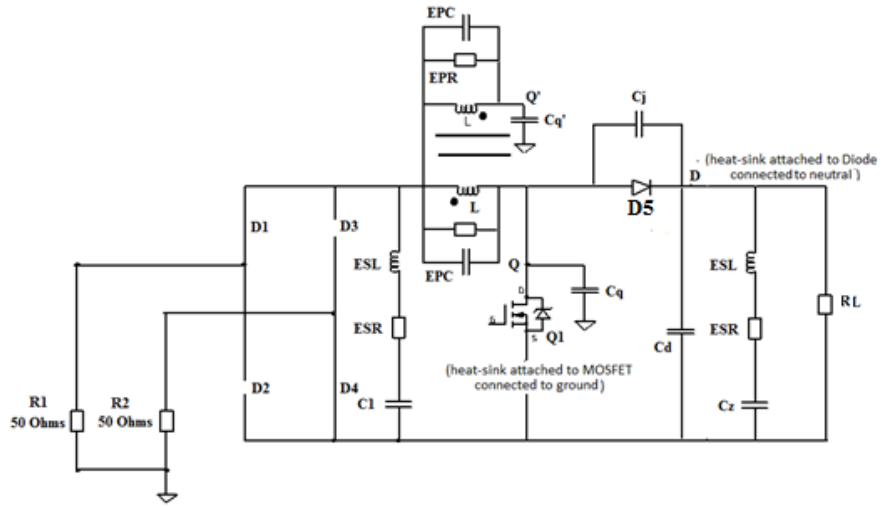 EPC
EPR
Q'
Cq'
L
Cj
(heat-sink attached to Diode
connected to neutral)
D
D5
L
D1
D3
ESL
EPC
Q
Cq
ESL
D
G
S
Q1
ESR
ESR
RL
Cd
(heat-sink attached to MOSFET
connected to ground)
D2
D4
C1
Cz
R1
50 Ohms
R2
50 Ohms